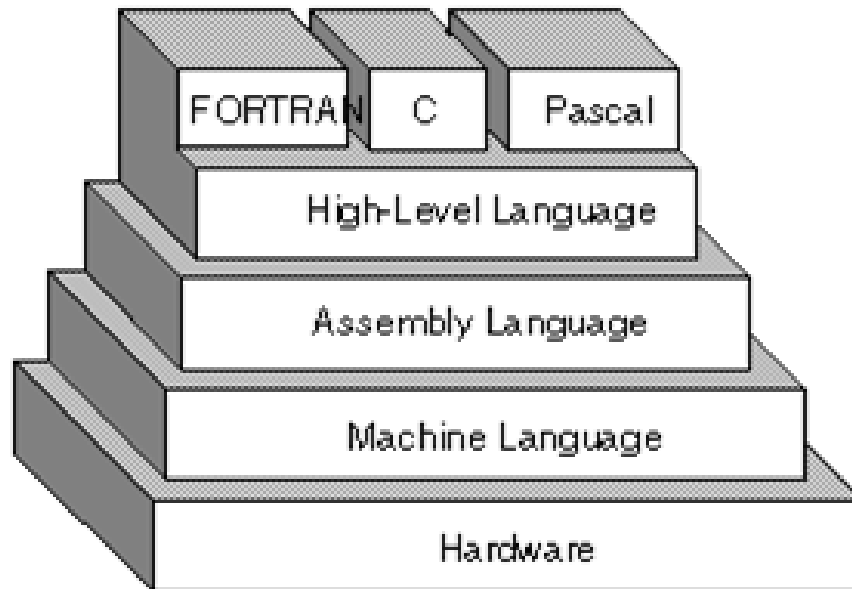 FORTRAN C Pascal
High-Level Language
Assembly Language
Machine Language
Hardware